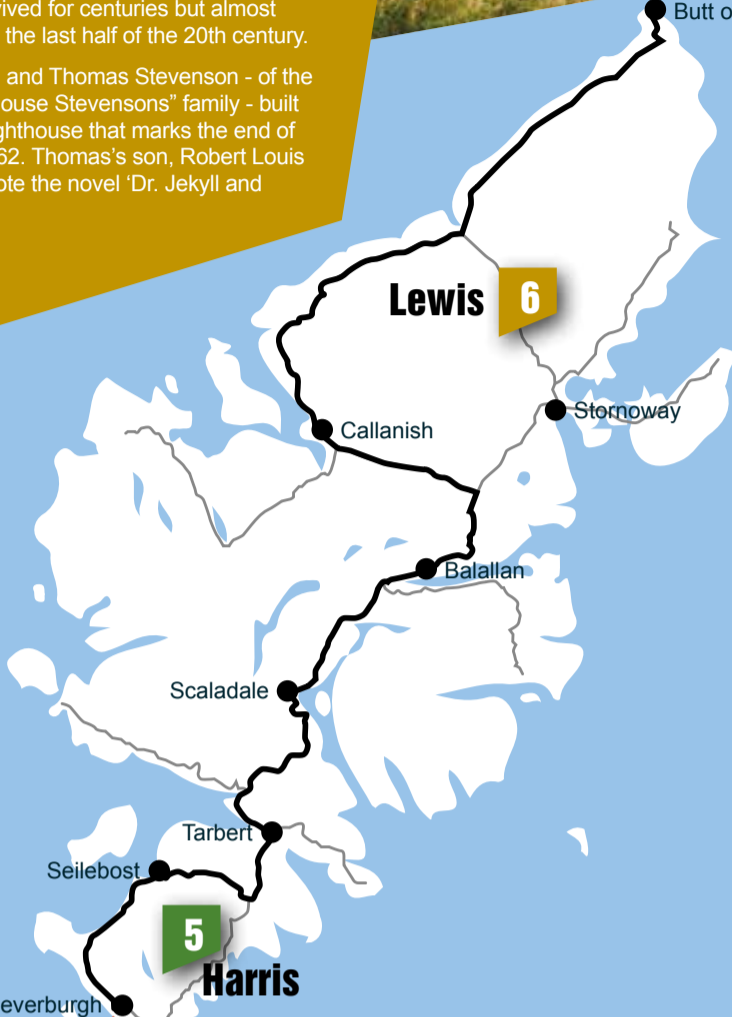 ived for centuries but almost
the last half of the 20th century.
and Thomas Stevenson - of the
ouse Stevensons” family - built
ghthouse that marks the end of
62. Thomas’s son, Robert Louis
ote the novel ‘Dr. Jekyll and
Butt o
Lewis
6
Stornoway
Callanish
Balallan
Scaladale
Tarbert
Seilebost
5
Harris
everburgh